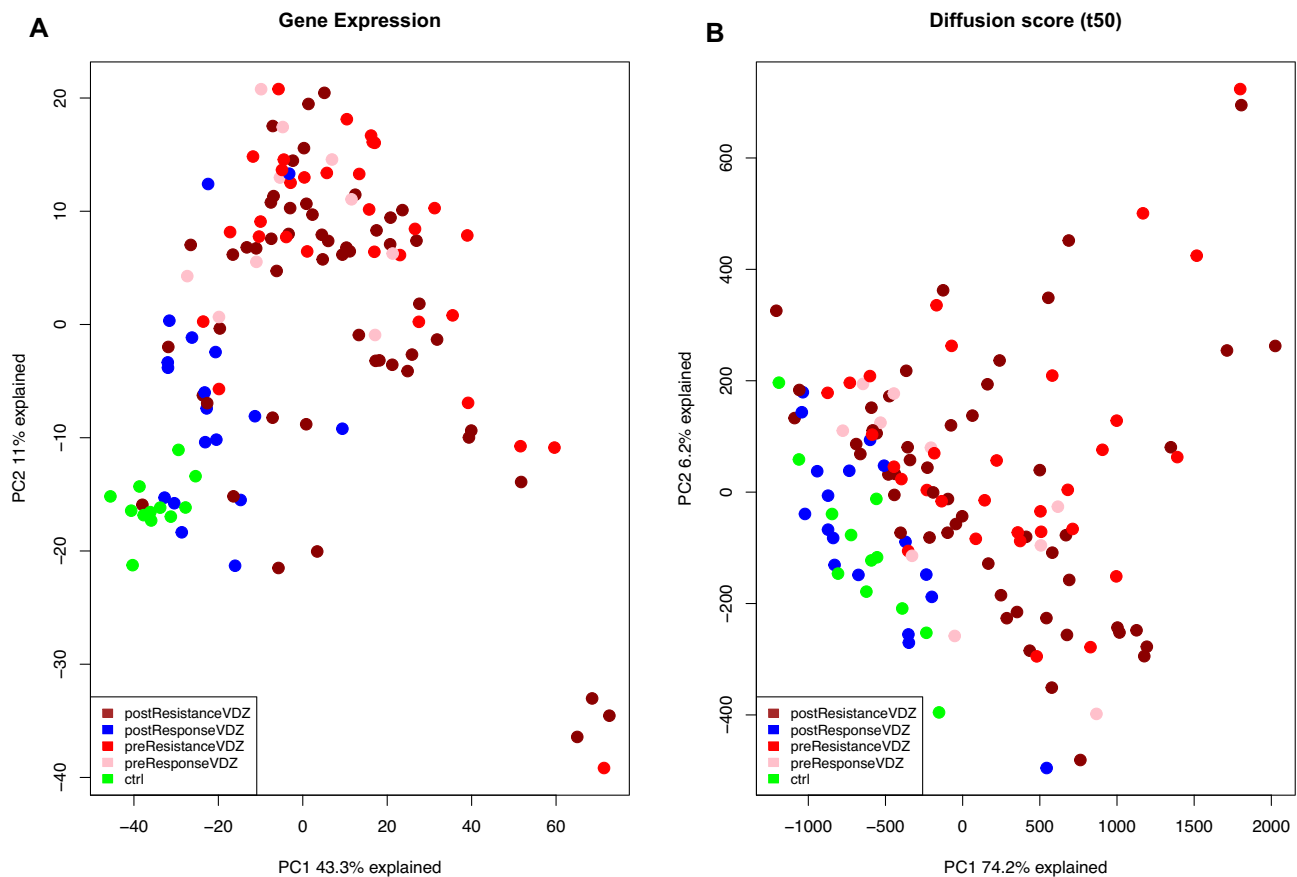 A
Gene Expression
20
10
0
−10
−20
−30
−40
PC2 11% explained
postResistanceVDZ
postResponseVDZ
preResistanceVDZ
preResponseVDZ
ctrl
−40 −20 0 20 40 60
PC1 43.3% explained
B
Diffusion score (t50)
600
400
200
0
−200
−400
PC2 6.2% explained
postResistanceVDZ
postResponseVDZ
preResistanceVDZ
preResponseVDZ
ctrl
−1000 −500 0 500 1000 1500 2000
PC1 74.2% explained